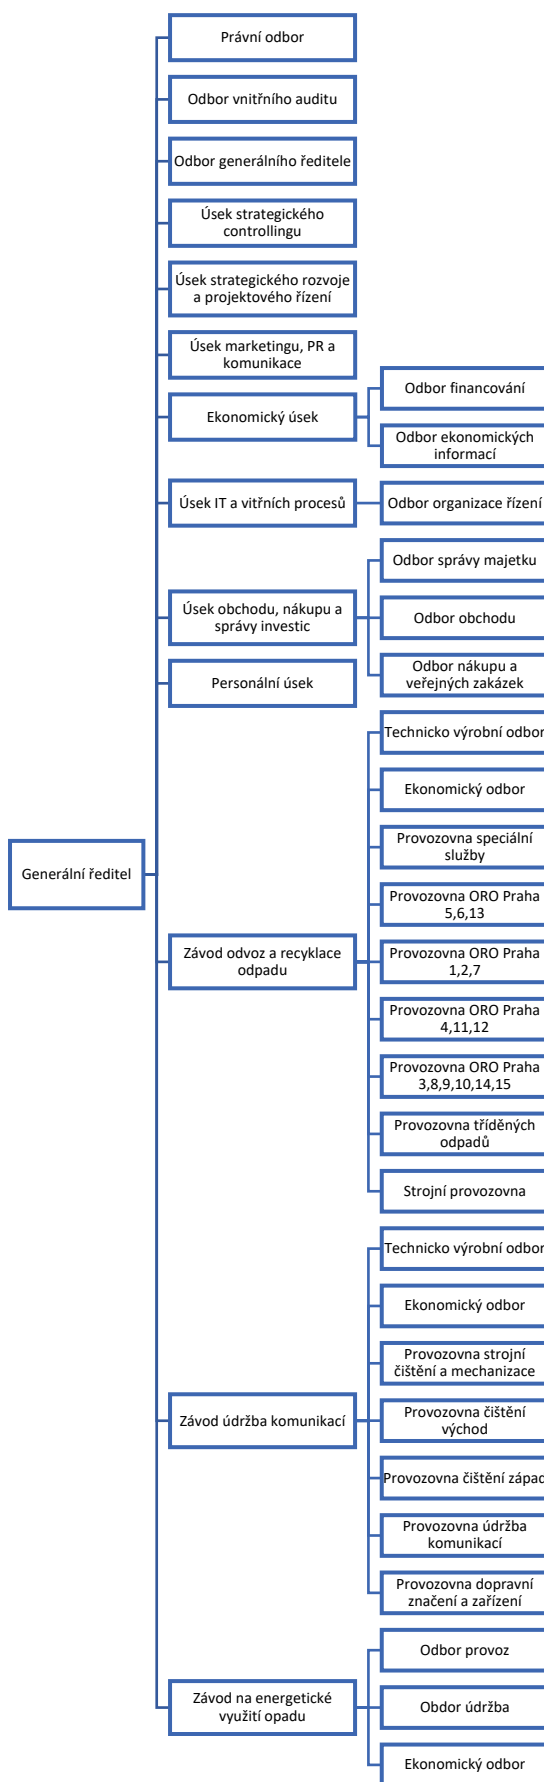 Právní odbor
Odbor vnitřního auditu
Odbor generálního ředitele
Úsek strategického
controllingu
Úsek strategického rozvoje
a projektového řízení
Úsek marketingu, PR a
komunikace
Ekonomický úsek
Odbor financování
Odbor ekonomických
informací
Úsek IT a vitřních procesů
Odbor organizace řízení
Úsek obchodu, nákupu a
správy investic
Odbor správy majetku
Odbor obchodu
Odbor nákupu a
veřejných zakázek
Personální úsek
Generální ředitel
Závod odvoz a recyklace
odpadu
Technicko výrobní odbor
Ekonomický odbor
Provozovna speciální
služby
Provozovna ORO Praha
5,6,13
Provozovna ORO Praha
1,2,7
Provozovna ORO Praha
4,11,12
Provozovna ORO Praha
3,8,9,10,14,15
Provozovna tříděných
odpadů
Strojní provozovna
Závod údržba komunikací
Technicko výrobní odbor
Ekonomický odbor
Provozovna strojní
čištění a mechanizace
Provozovna čištění
východ
Provozovna čištění západ
Provozovna údržba
komunikací
Provozovna dopravní
značení a zařízení
Závod na energetické
využití opadu
Odbor provoz
Obdor údržba
Ekonomický odbor